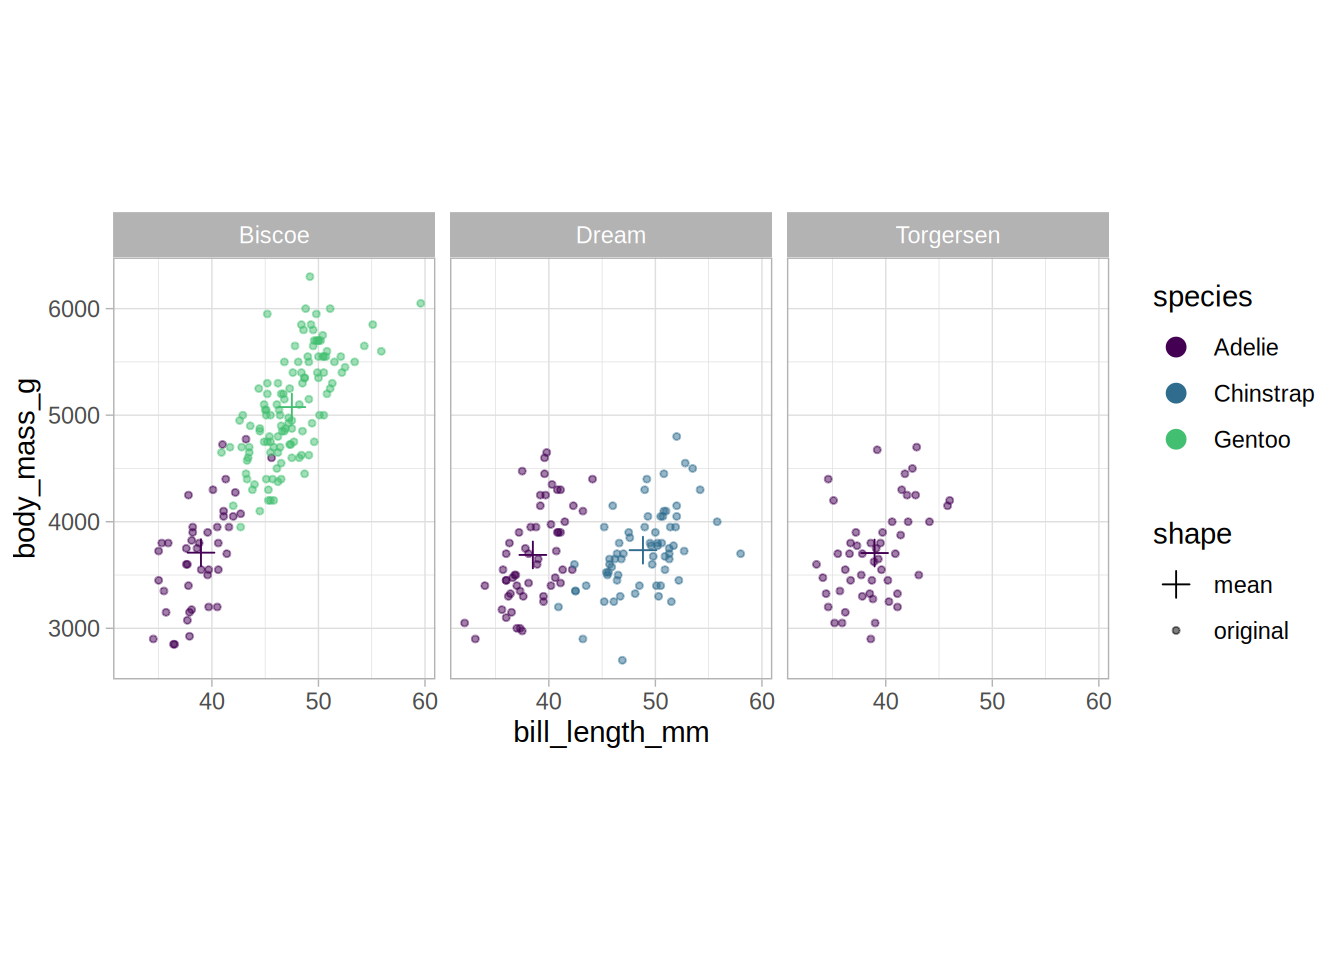 Biscoe Dream Torgersen
species
Adelie
Chinstrap
Gentoo
shape
mean
original
body_mass_g
6000
5000
4000
3000
40 50 60 40 50 60 40 50 60
bill_length_mm